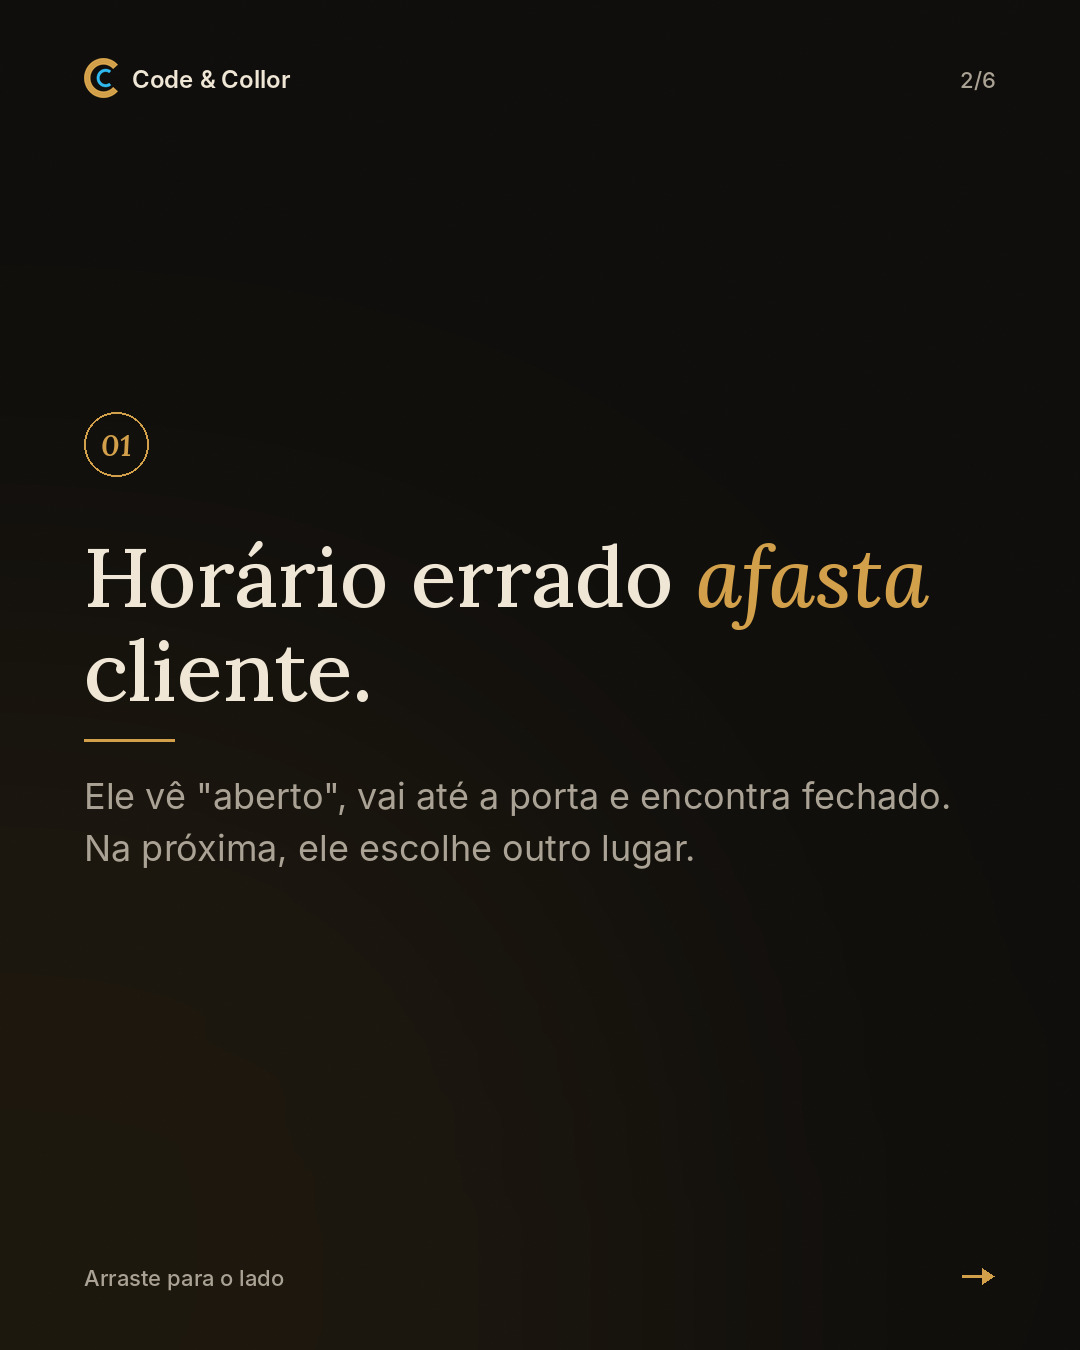 Code & Collor
2/6
01
Horário errado afasta
cliente.
Ele vê "aberto", vai até a porta e encontra fechado.
Na próxima, ele escolhe outro lugar.
Arraste para o lado